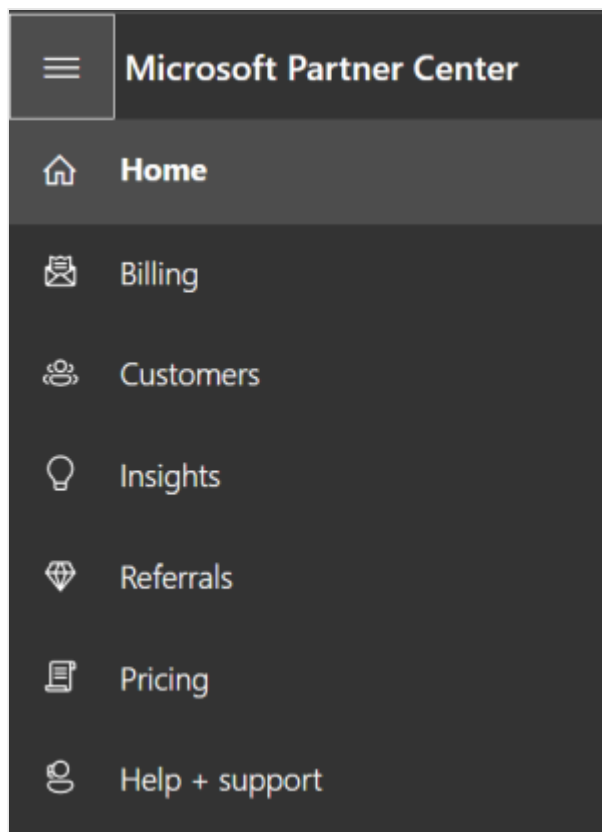 Microsoft Partner Center
Home
Billing
Customers
Insights
Referrals
Pricing
Help + support